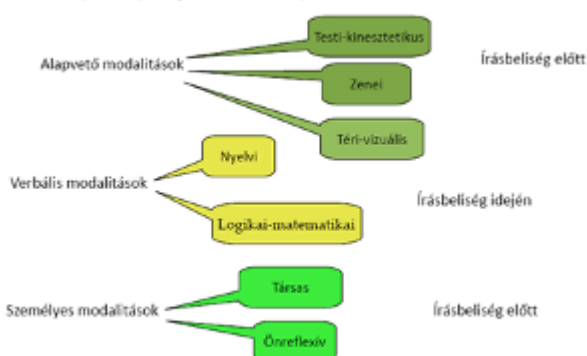 Testi-kinesztetikus
Alapvető modalitások
Írásbeliség előtt
Zenei
Téri-vizuális
Nyelvi
Verbális modalitások
Írásbeliség idején
Logikai-matematikai
Társas
Személyes modalitások
Írásbeliség előtt
Önreflexív